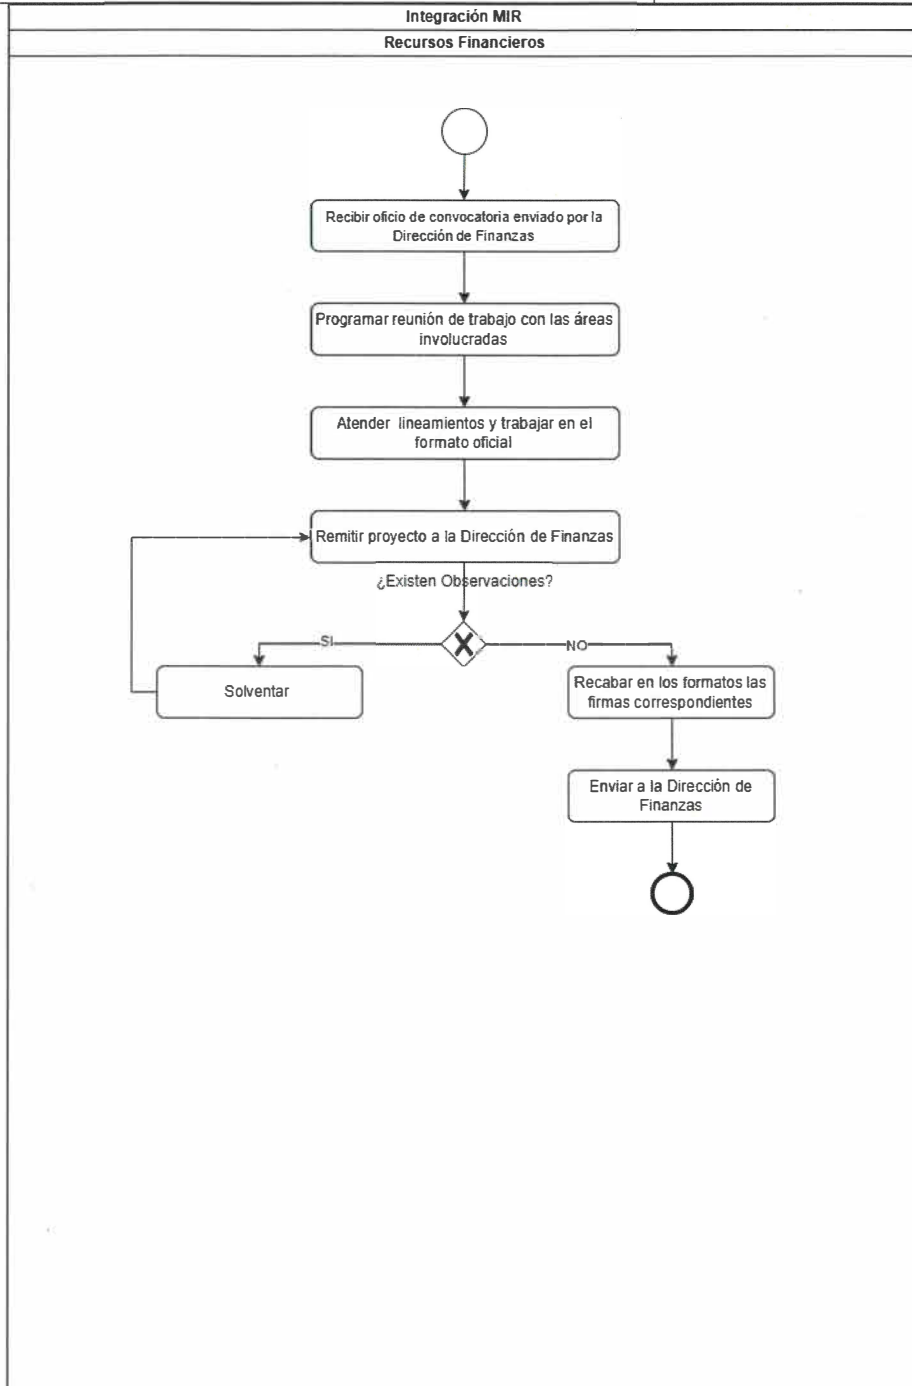 Integración MIR
Recursos Financieros
Recibir oficio de convocatoria enviado por la
Dirección de Finanzas
Programar reunión de trabajo con las áreas
involucradas
Atender lineamientos y trabajar en el
formato oficial
Remitir proyecto a la Dirección de Finanzas
¿Existen Observaciones?
SI
NO
Solventar
Recabar en los formatos las
firmas correspondientes
Enviar a la Dirección de
Finanzas